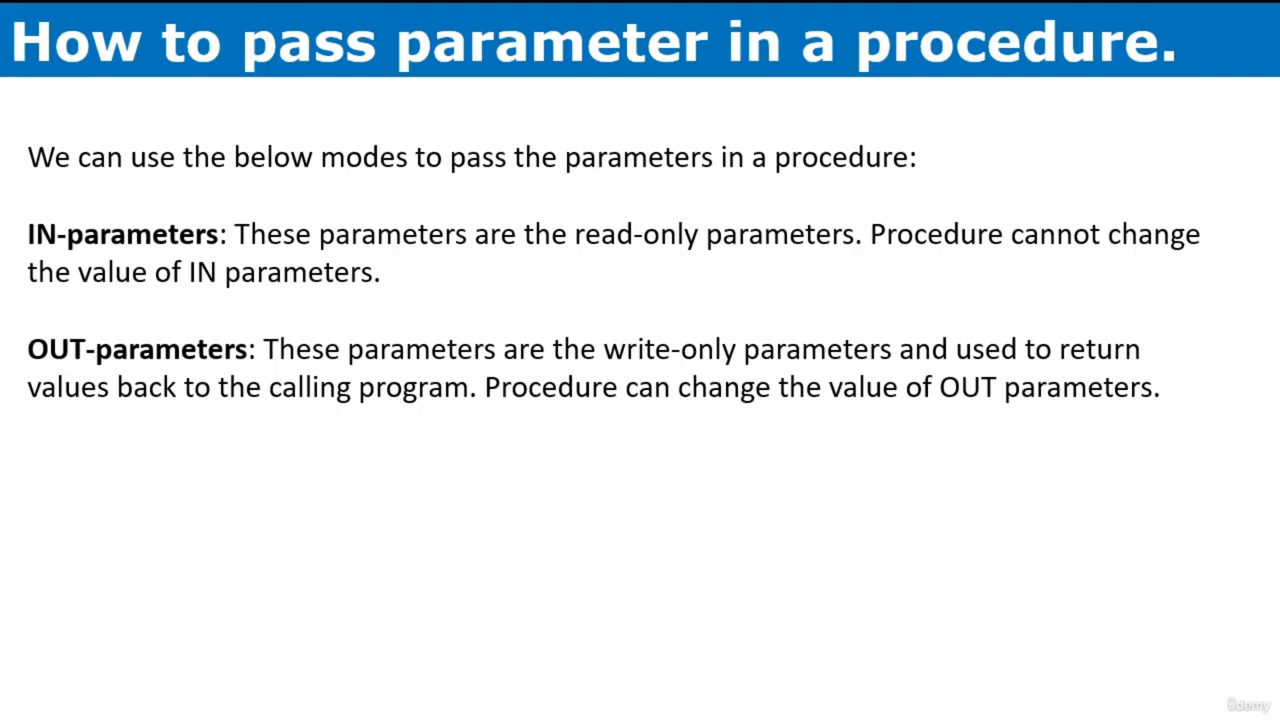 How to pass parameter in a procedure.
We can use the below modes to pass the parameters in a procedure:
IN-parameters: These parameters are the read-only parameters. Procedure cannot change
the value of IN parameters.
OUT-parameters: These parameters are the write-only parameters and used to return
values back to the calling program. Procedure can change the value of OUT parameters.
ûdemy